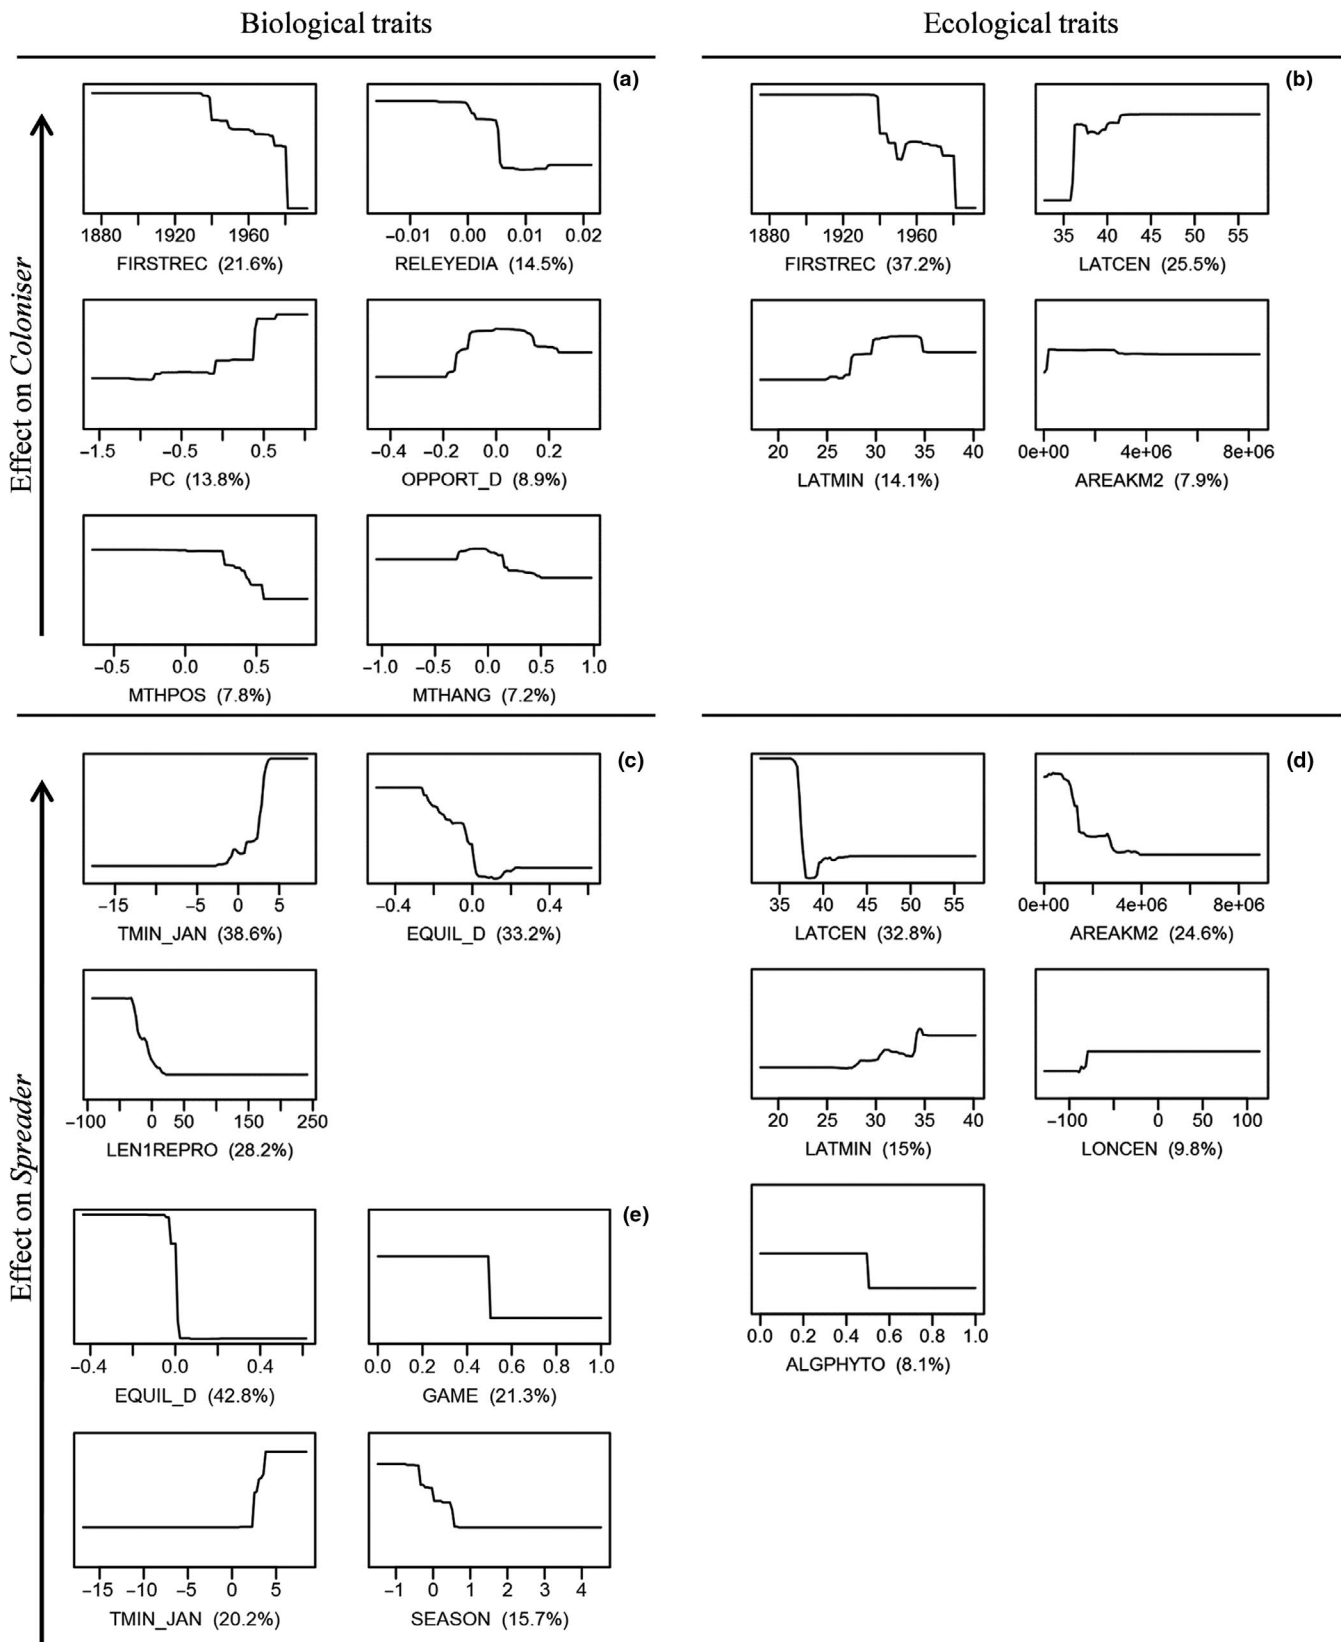 Biological traits
Ecological traits
(a)
(b)
Effect on Coloniser
1880 1920 1960
FIRSTREC (21.6%)
−0.01 0.00 0.01 0.02
RELEYEDIA (14.5%)
1880 1920 1960
FIRSTREC (37.2%)
35 40 45 50 55
LATCEN (25.5%)
−1.5 −0.5 0.5
PC (13.8%)
−0.4 −0.2 0.0 0.2
OPPORT_D (8.9%)
20 25 30 35 40
LATMIN (14.1%)
0e+00 4e+06 8e+06
AREAKM2 (7.9%)
−0.5 0.0 0.5
MTHPOS (7.8%)
−1.0 −0.5 0.0 0.5 1.0
MTHANG (7.2%)
(c)
(d)
Effect on Spreader
−15 −5 0 5
TMIN_JAN (38.6%)
−0.4 0.0 0.4
EQUIL_D (33.2%)
35 40 45 50 55
LATCEN (32.8%)
0e+00 4e+06 8e+06
AREAKM2 (24.6%)
−100 0 50 150 250
LEN1REPRO (28.2%)
20 25 30 35 40
LATMIN (15%)
−100 0 50 100
LONCEN (9.8%)
(e)
−0.4 0.0 0.4
EQUIL_D (42.8%)
0.0 0.2 0.4 0.6 0.8 1.0
GAME (21.3%)
0.0 0.2 0.4 0.6 0.8 1.0
ALGPHYTO (8.1%)
−15 −10 −5 0 5
TMIN_JAN (20.2%)
−1 0 1 2 3 4
SEASON (15.7%)